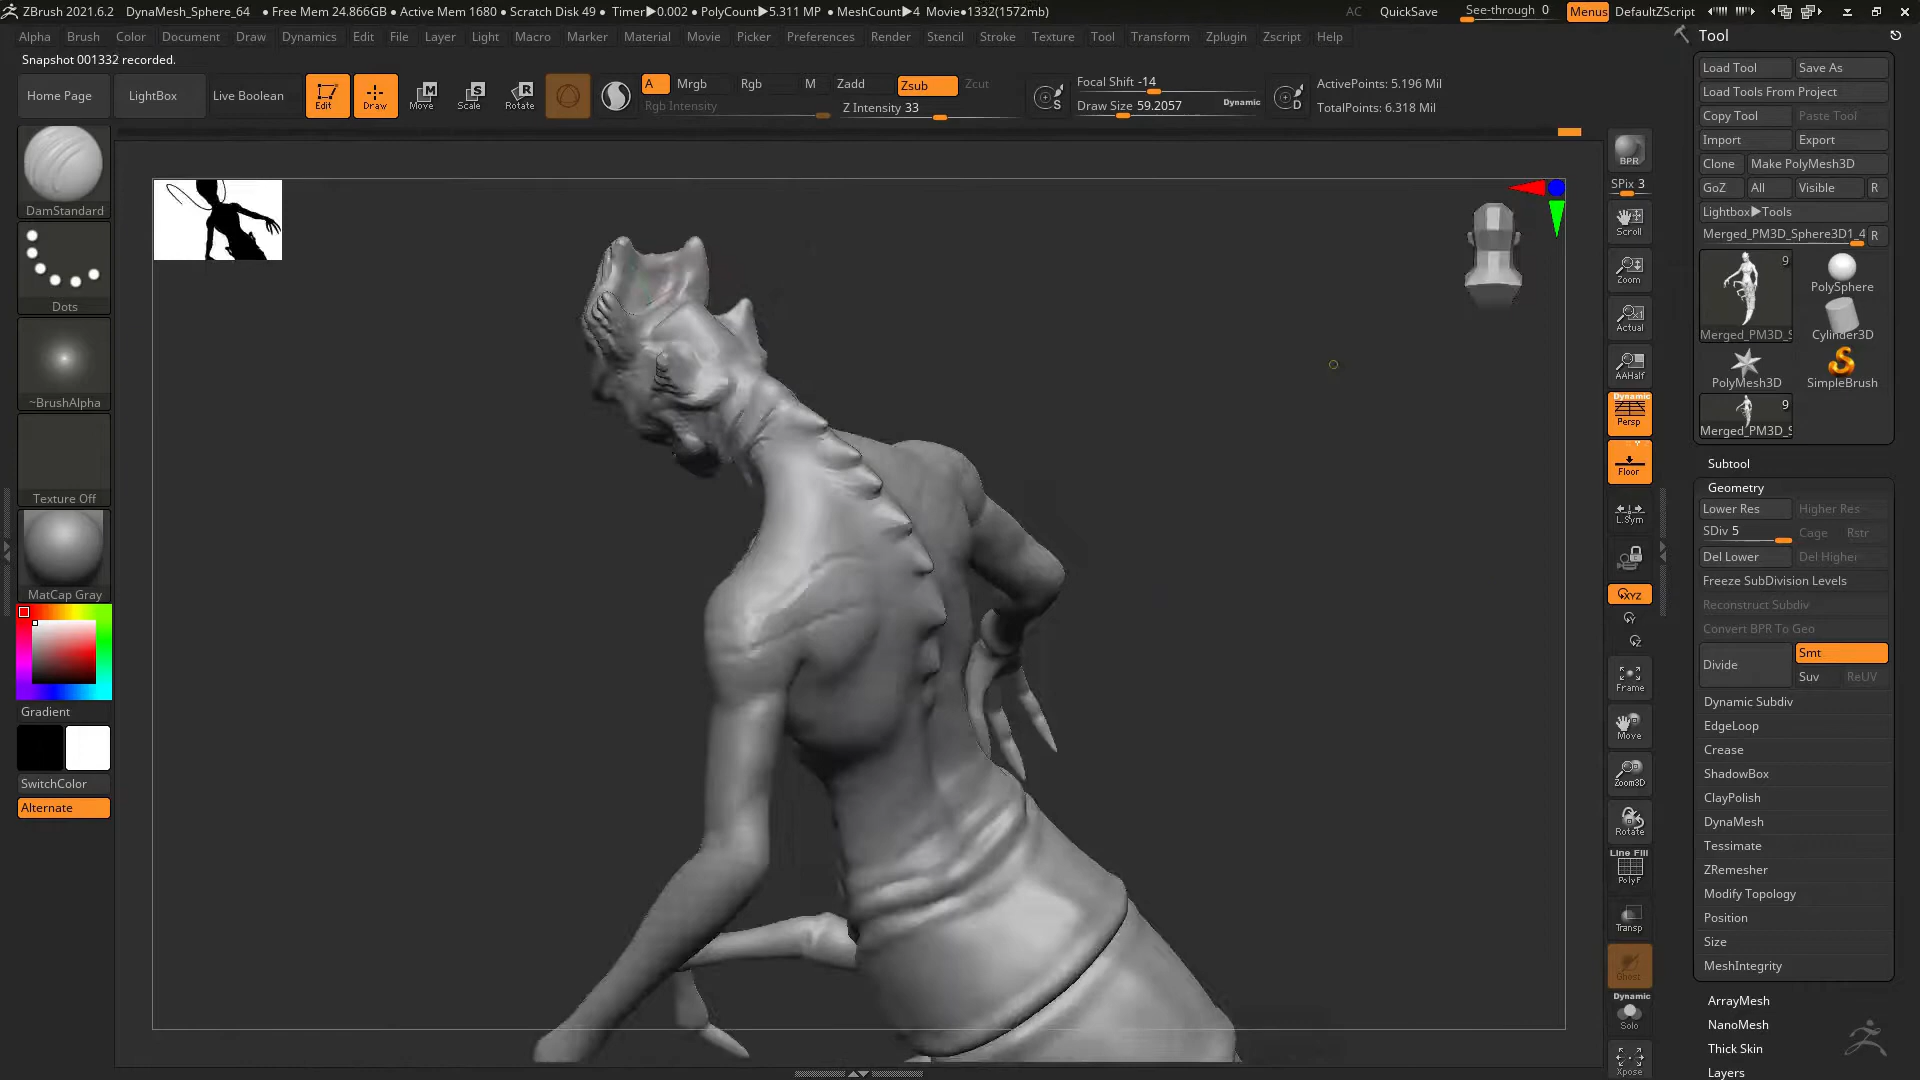 ZBrush 2021.6.2 DynaMesh_Sphere_64 ● Free Mem 24.866GB ● Active Mem 1680 ● Scratch Disk 49 ● Timer▶0.002 ● PolyCount▶5.311 MP ● MeshCount▶4 Movie●1332(1572mb) AC QuickSave See-through 0 Menus DefaultZScript
Alpha Brush Color Document Draw Dynamics Edit File Layer Light Macro Marker Material Movie Picker Preferences Render Stencil Stroke Texture Tool Transform Zplugin Zscript Help
Snapshot 001332 recorded.
Home Page LightBox Live Boolean Edit Draw Move Scale Rotate
M S R
A Mrgb Rgb M Zadd Zsub Zcut
Rgb Intensity Z Intensity 33
S Focal Shift -14
Draw Size 59.2057 Dynamic
D ActivePoints: 5.196 Mil
TotalPoints: 6.318 Mil
DamStandard
Dots
~BrushAlpha
Texture Off
MatCap Gray
Gradient
SwitchColor
Alternate
BPR
SPix 3
Scroll
Zoom
Actual
AAHalf
Dynamic
Persp
Floor
L.Sym
XYZ
Y
Z
Frame
Move
Zoom3D
Rotate
Line Fill
PolyF
Transp
Ghost
Dynamic
Solo
Xpose
Tool
Load Tool Save As
Load Tools From Project
Copy Tool Paste Tool
Import Export
Clone Make PolyMesh3D
GoZ All Visible R
Lightbox▶Tools
Merged_PM3D_Sphere3D1_4 R
9
PolySphere
Merged_PM3D_S Cylinder3D
PolyMesh3D SimpleBrush
9
Merged_PM3D_S
Subtool
Geometry
Lower Res Higher Res
SDiv 5 Cage Rstr
Del Lower Del Higher
Freeze SubDivision Levels
Reconstruct Subdiv
Convert BPR To Geo
Divide Smt
Suv ReUV
Dynamic Subdiv
EdgeLoop
Crease
ShadowBox
ClayPolish
DynaMesh
Tessimate
ZRemesher
Modify Topology
Position
Size
MeshIntegrity
ArrayMesh
NanoMesh
Thick Skin
Layers